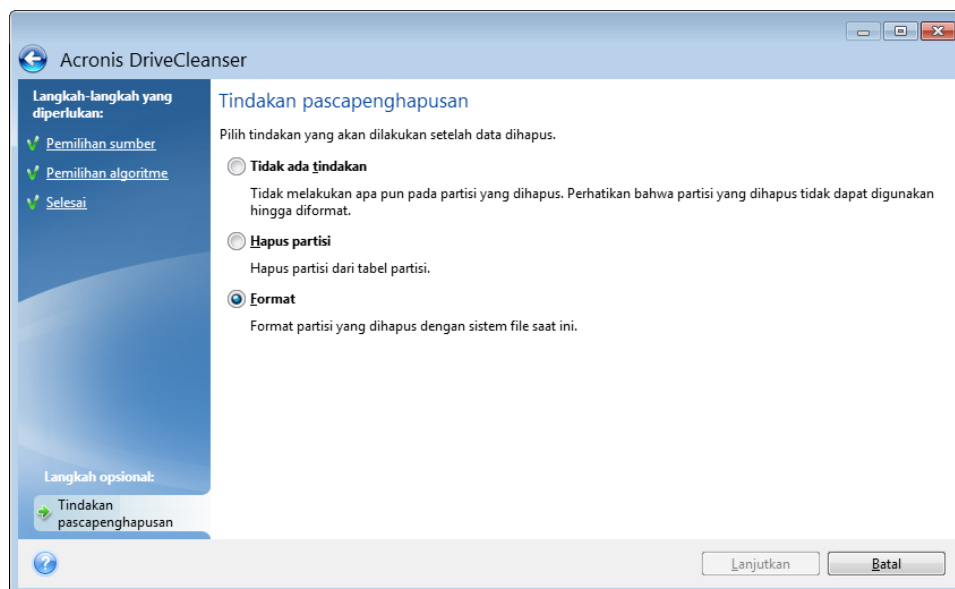 Acronis DriveCleanser
Langkah-langkah yang
diperlukan:
Pemilihan sumber
Pemilihan algoritme
Selesai
Langkah opsional:
Tindakan
pascapenghapusan
Tindakan pascapenghapusan
Pilih tindakan yang akan dilakukan setelah data dihapus.
Tidak ada tindakan
Tidak melakukan apa pun pada partisi yang dihapus. Perhatikan bahwa partisi yang dihapus tidak dapat digunakan
hingga diformat.
Hapus partisi
Hapus partisi dari tabel partisi.
Format
Format partisi yang dihapus dengan sistem file saat ini.
Lanjutkan
Batal